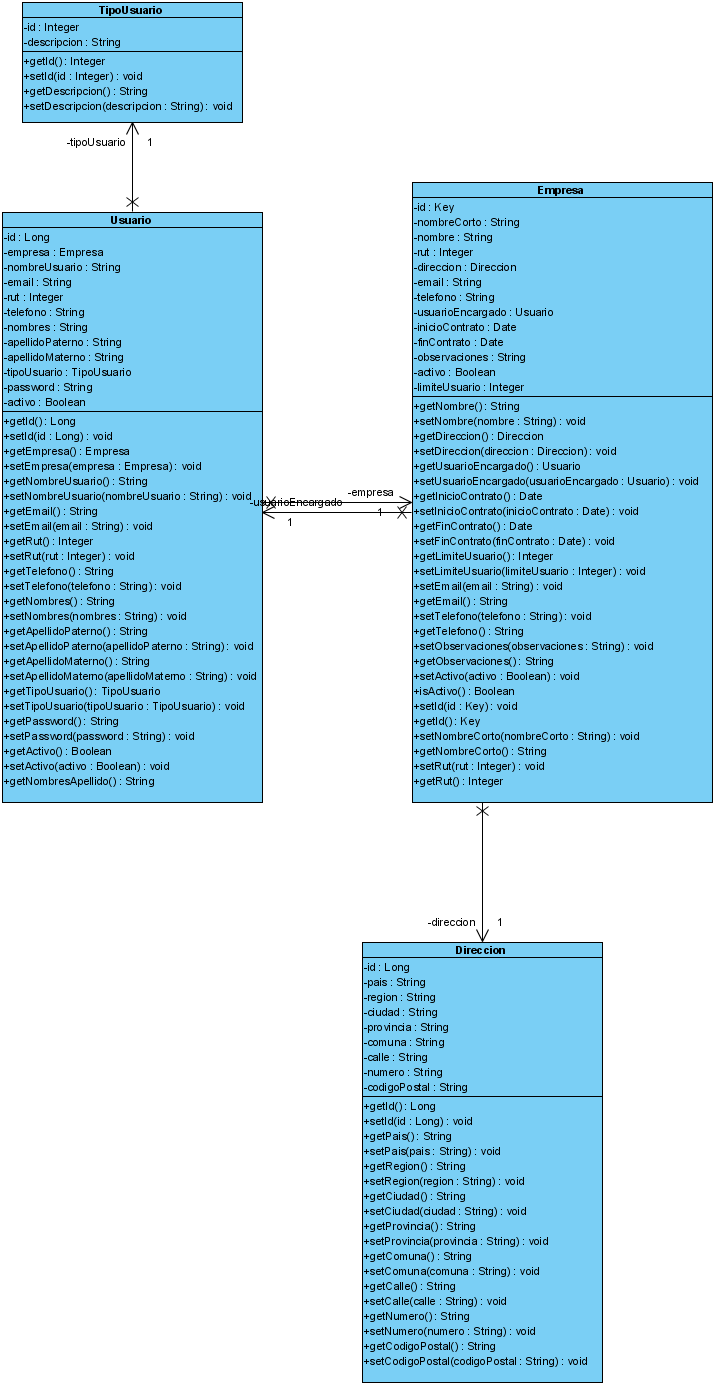 TipoUsuario
-id : Integer
-descripcion : String
+getId() : Integer
+setId(id : Integer) : void
+getDescripcion() : String
+setDescripcion(descripcion : String) : void
-tipoUsuario 1
Usuario
-id : Long
-empresa : Empresa
-nombreUsuario : String
-email : String
-rut : Integer
-telefono : String
-nombres : String
-apellidoPaterno : String
-apellidoMaterno : String
-tipoUsuario : TipoUsuario
-password : String
-activo : Boolean
+getId() : Long
+setId(id : Long) : void
+getEmpresa() : Empresa
+setEmpresa(empresa : Empresa) : void
+getNombreUsuario() : String
+setNombreUsuario(nombreUsuario : String) : void
+getEmail() : String
+setEmail(email : String) : void
+getRut() : Integer
+setRut(rut : Integer) : void
+getTelefono() : String
+setTelefono(telefono : String) : void
+getNombres() : String
+setNombres(nombres : String) : void
+getApellidoPaterno() : String
+setApellidoPaterno(apellidoPaterno : String) : void
+getApellidoMaterno() : String
+setApellidoMaterno(apellidoMaterno : String) : void
+getTipoUsuario() : TipoUsuario
+setTipoUsuario(tipoUsuario : TipoUsuario) : void
+getPassword() : String
+setPassword(password : String) : void
+getActivo() : Boolean
+setActivo(activo : Boolean) : void
+getNombresApellido() : String
-empresa
-usuarioEncargado
1
1
Empresa
-id : Key
-nombreCorto : String
-nombre : String
-rut : Integer
-direccion : Direccion
-email : String
-telefono : String
-usuarioEncargado : Usuario
-inicioContrato : Date
-finContrato : Date
-observaciones : String
-activo : Boolean
-limiteUsuario : Integer
+getNombre() : String
+setNombre(nombre : String) : void
+getDireccion() : Direccion
+setDireccion(direccion : Direccion) : void
+getUsuarioEncargado() : Usuario
+setUsuarioEncargado(usuarioEncargado : Usuario) : void
+getInicioContrato() : Date
+setInicioContrato(inicioContrato : Date) : void
+getFinContrato() : Date
+setFinContrato(finContrato : Date) : void
+getLimiteUsuario() : Integer
+setLimiteUsuario(limiteUsuario : Integer) : void
+setEmail(email : String) : void
+getEmail() : String
+setTelefono(telefono : String) : void
+getTelefono() : String
+setObservaciones(observaciones : String) : void
+getObservaciones() : String
+setActivo(activo : Boolean) : void
+isActivo() : Boolean
+setId(id : Key) : void
+getId() : Key
+setNombreCorto(nombreCorto : String) : void
+getNombreCorto() : String
+setRut(rut : Integer) : void
+getRut() : Integer
-direccion 1
Direccion
-id : Long
-pais : String
-region : String
-ciudad : String
-provincia : String
-comuna : String
-calle : String
-numero : String
-codigoPostal : String
+getId() : Long
+setId(id : Long) : void
+getPais() : String
+setPais(pais : String) : void
+getRegion() : String
+setRegion(region : String) : void
+getCiudad() : String
+setCiudad(ciudad : String) : void
+getProvincia() : String
+setProvincia(provincia : String) : void
+getComuna() : String
+setComuna(comuna : String) : void
+getCalle() : String
+setCalle(calle : String) : void
+getNumero() : String
+setNumero(numero : String) : void
+getCodigoPostal() : String
+setCodigoPostal(codigoPostal : String) : void